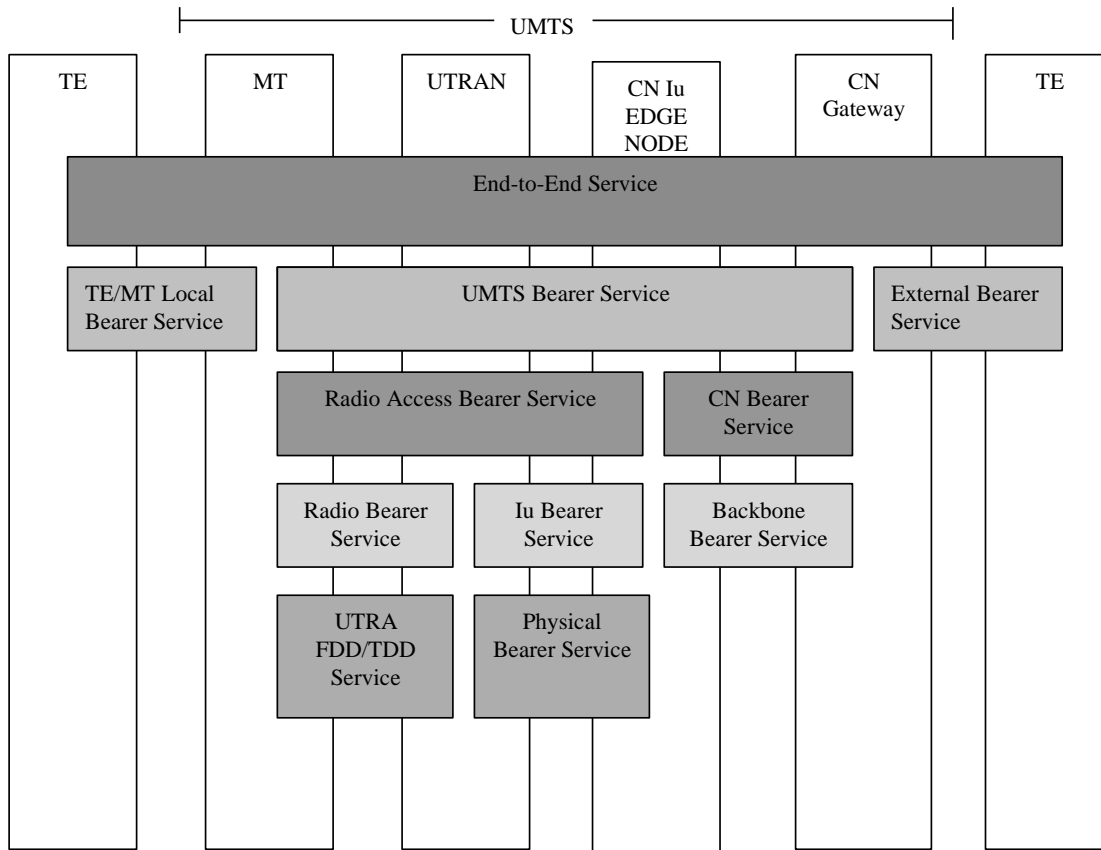 UMTS
TE
MT
UTRAN
CN Iu
EDGE
NODE
CN
Gateway
TE
End-to-End Service
TE/MT Local
Bearer Service
UMTS Bearer Service
External Bearer
Service
Radio Access Bearer Service
CN Bearer
Service
Radio Bearer
Service
Iu Bearer
Service
Backbone
Bearer Service
UTRA
FDD/TDD
Service
Physical
Bearer Service